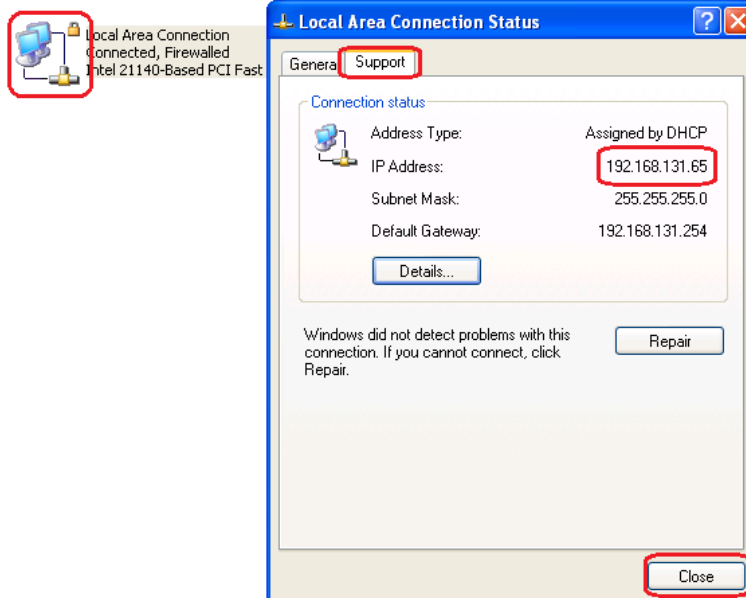 Local Area Connection
Connected, Firewalled
Intel 21140-Based PCI Fast
Local Area Connection Status
General
Support
Connection status
Address Type: Assigned by DHCP
IP Address: 192.168.131.65
Subnet Mask: 255.255.255.0
Default Gateway: 192.168.131.254
Details...
Windows did not detect problems with this
connection. If you cannot connect, click
Repair.
Repair
Close